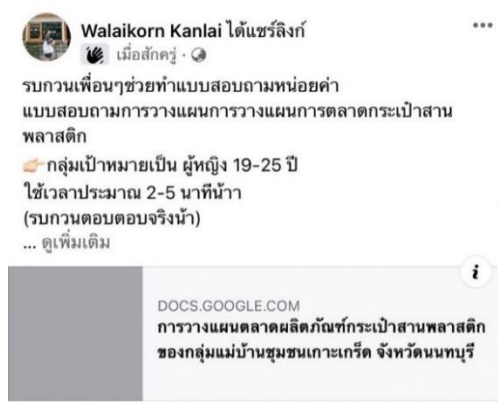 Walaikorn Kanlai ได้แชร์ลิงก์
เมื่อสักครู่ ·
รบกวนเพื่อนๆช่วยทำแบบสอบถามหน่อยค่า
แบบสอบถามการวางแผนการวางแผนการตลาดกระเป๋าสาน
พลาสติก
👉🏻กลุ่มเป้าหมายเป็น ผู้หญิง 19-25 ปี
ใช้เวลาประมาณ 2-5 นาทีน้าา
(รบกวนตอบตอบจริงน้า)
... ดูเพิ่มเติม
i
DOCS.GOOGLE.COM
การวางแผนตลาดผลิตภัณฑ์กระเป๋าสานพลาสติก
ของกลุ่มแม่บ้านชุมชนเกาะเกร็ด จังหวัดนนทบุรี